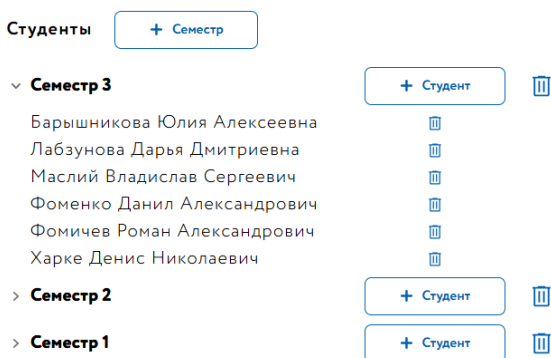 Студенты + Семестр
Семестр 3 + Студент
Барышникова Юлия Алексеевна
Лабзунова Дарья Дмитриевна
Маслий Владислав Сергеевич
Фоменко Данил Александрович
Фомичев Роман Александрович
Харке Денис Николаевич
Семестр 2 + Студент
Семестр 1 + Студент